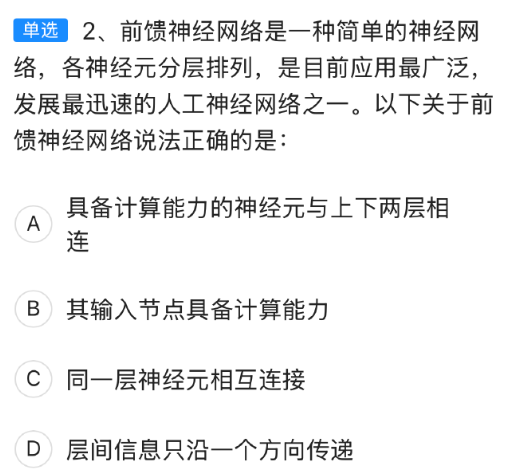 单选 2、前馈神经网络是一种简单的神经网
络，各神经元分层排列，是目前应用最广泛，
发展最迅速的人工神经网络之一。以下关于前
馈神经网络说法正确的是：
A 具备计算能力的神经元与上下两层相
连
B 其输入节点具备计算能力
C 同一层神经元相互连接
D 层间信息只沿一个方向传递